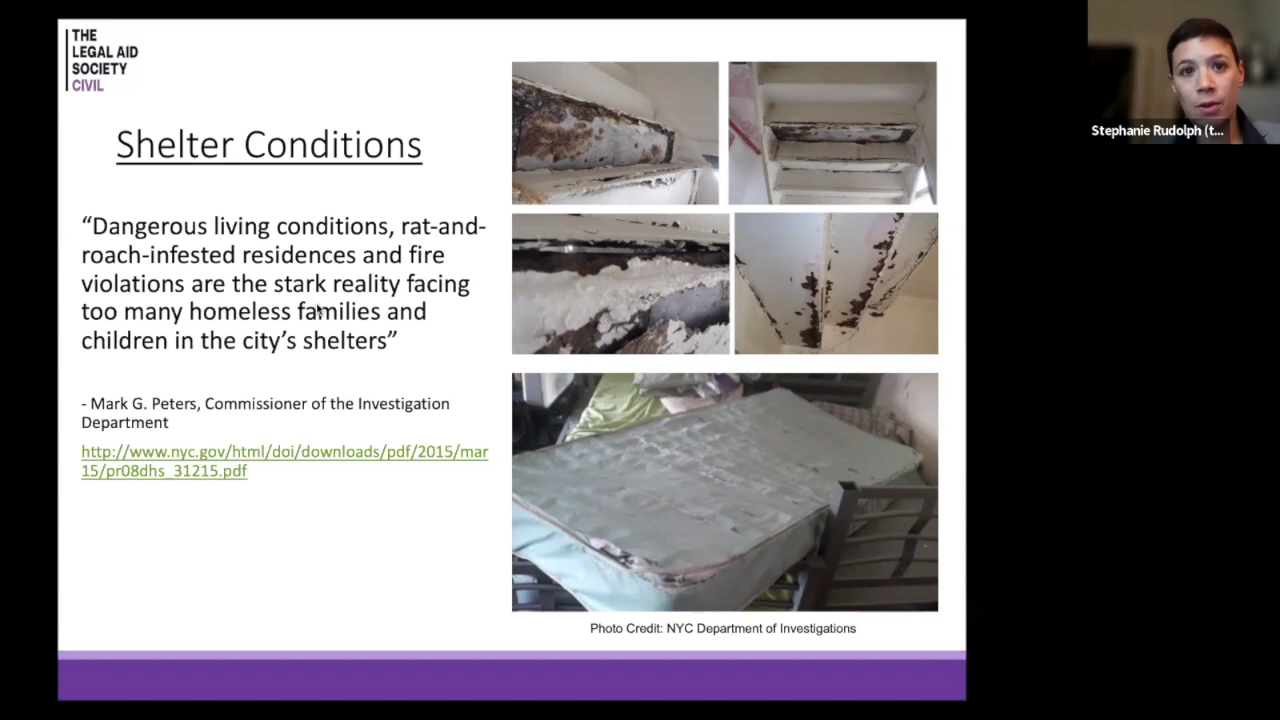 THE
LEGAL AID
SOCIETY
CIVIL
Shelter Conditions
“Dangerous living conditions, rat-and-
roach-infested residences and fire
violations are the stark reality facing
too many homeless families and
children in the city’s shelters”
- Mark G. Peters, Commissioner of the Investigation
Department
http://www.nyc.gov/html/doi/downloads/pdf/2015/mar
15/pr08dhs_31215.pdf
Photo Credit: NYC Department of Investigations
Stephanie Rudolph (t...